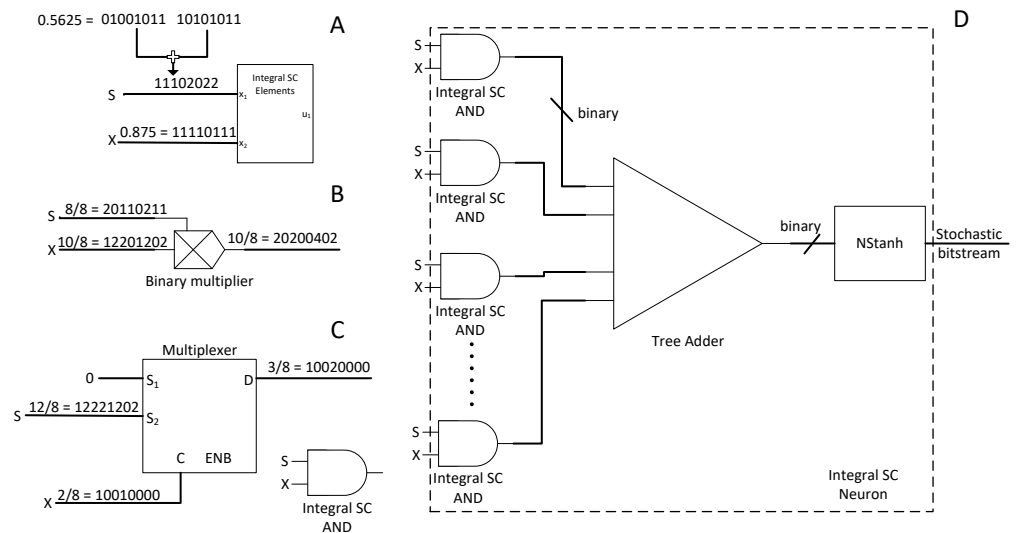 A
0.5625 = 01001011 10101011
11102022
S
Integral SC
Elements
x1
u1
X 0.875 = 11110111
x2
B
S 8/8 = 20110211
X 10/8 = 12201202
10/8 = 20200402
Binary multiplier
C
Multiplexer
0
S1
D
3/8 = 10020000
S 12/8 = 12221202
S2
C ENB
X 2/8 = 10010000
S
X
Integral SC
AND
D
S
X
Integral SC
AND
binary
S
X
Integral SC
AND
S
X
Integral SC
AND
S
X
Integral SC
AND
Tree Adder
binary
NStanh
Stochastic
bitstream
Integral SC
Neuron